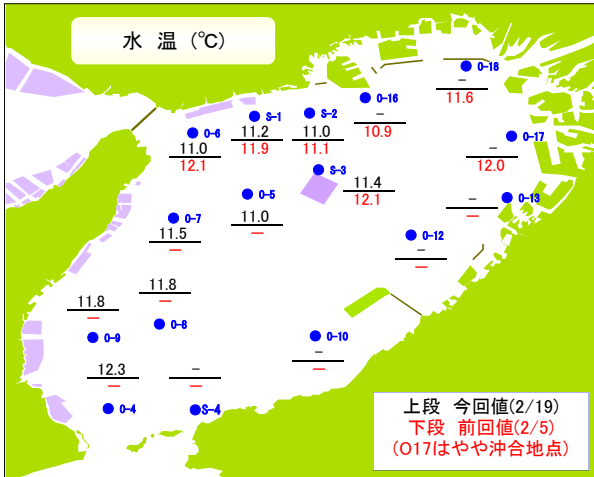 水 温 (℃)
O-18
–
11.6
O-16
–
10.9
S-1
11.2
11.9
S-2
11.0
11.1
O-6
11.0
12.1
O-17
–
12.0
S-3
11.4
12.1
O-5
11.0
—
O-13
–
—
O-7
11.5
—
O-12
–
—
11.8
—
O-8
11.8
—
O-9
O-10
–
—
12.3
—
O-4
–
—
S-4
上段 今回値(2/19)
下段 前回値(2/5)
(O17はやや沖合地点)